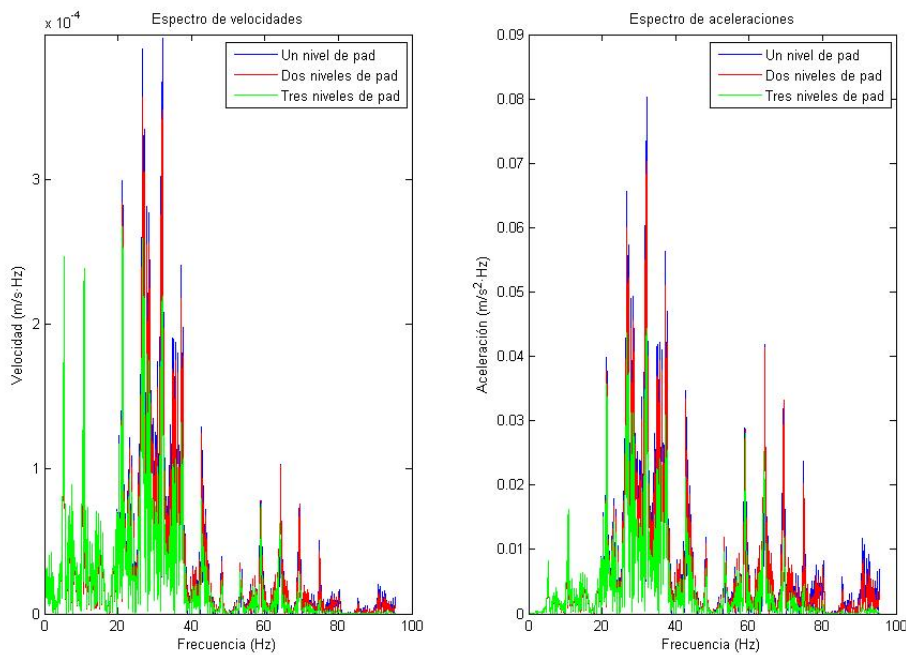 Espectro de velocidades
x 10⁻⁴
3
2
1
0
0 20 40 60 80 100
Velocidad (m/s·Hz)
Frecuencia (Hz)
Un nivel de pad
Dos niveles de pad
Tres niveles de pad
Espectro de aceleraciones
0.09
0.08
0.07
0.06
0.05
0.04
0.03
0.02
0.01
0
0 20 40 60 80 100
Aceleración (m/s²·Hz)
Frecuencia (Hz)
Un nivel de pad
Dos niveles de pad
Tres niveles de pad